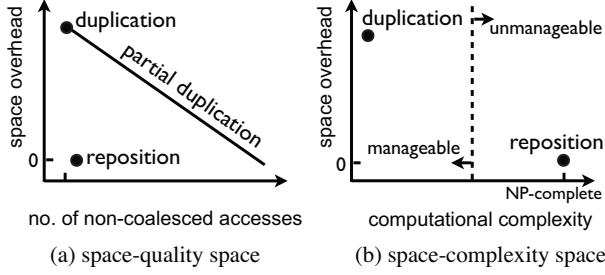 space overhead
duplication
partial duplication
reposition
0
no. of non-coalesced accesses
(a) space-quality space
space overhead
duplication
unmanageable
manageable
reposition
0
NP-complete
computational complexity
(b) space-complexity space